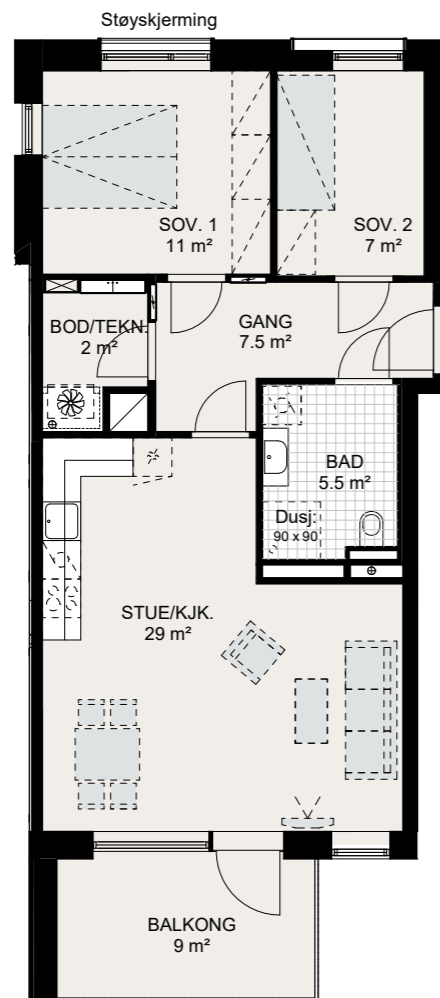 Støyskjerming
SOV. 1
11 m²
SOV. 2
7 m²
BOD/TEKN.
2 m²
GANG
7.5 m²
BAD
5.5 m²
Dusj:
90 x 90
STUE/KJK.
29 m²
BALKONG
9 m²